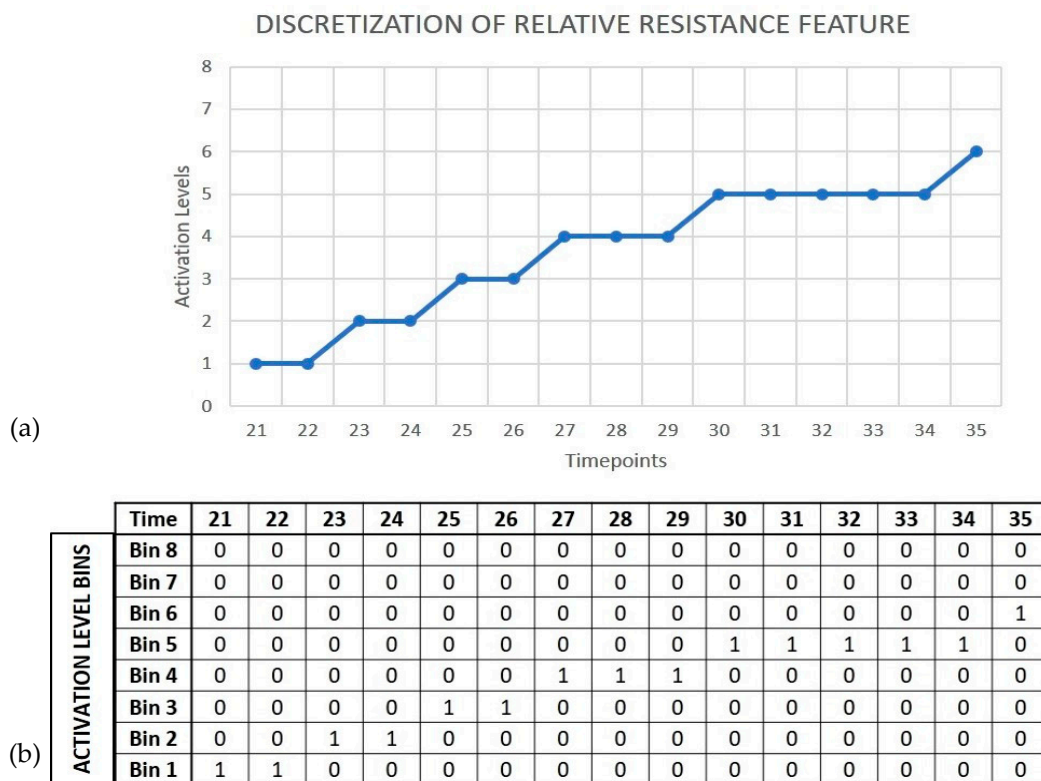 DISCRETIZATION OF RELATIVE RESISTANCE FEATURE
8
7
6
5
4
3
2
1
0
Activation Levels
21 22 23 24 25 26 27 28 29 30 31 32 33 34 35
Timepoints
(a)
Time 21 22 23 24 25 26 27 28 29 30 31 32 33 34 35
Bin 8 0 0 0 0 0 0 0 0 0 0 0 0 0 0 0
Bin 7 0 0 0 0 0 0 0 0 0 0 0 0 0 0 0
Bin 6 0 0 0 0 0 0 0 0 0 0 0 0 0 0 1
Bin 5 0 0 0 0 0 0 0 0 0 1 1 1 1 1 0
Bin 4 0 0 0 0 0 0 1 1 1 0 0 0 0 0 0
Bin 3 0 0 0 0 1 1 0 0 0 0 0 0 0 0 0
Bin 2 0 0 1 1 0 0 0 0 0 0 0 0 0 0 0
Bin 1 1 1 0 0 0 0 0 0 0 0 0 0 0 0 0
ACTIVATION LEVEL BINS
(b)